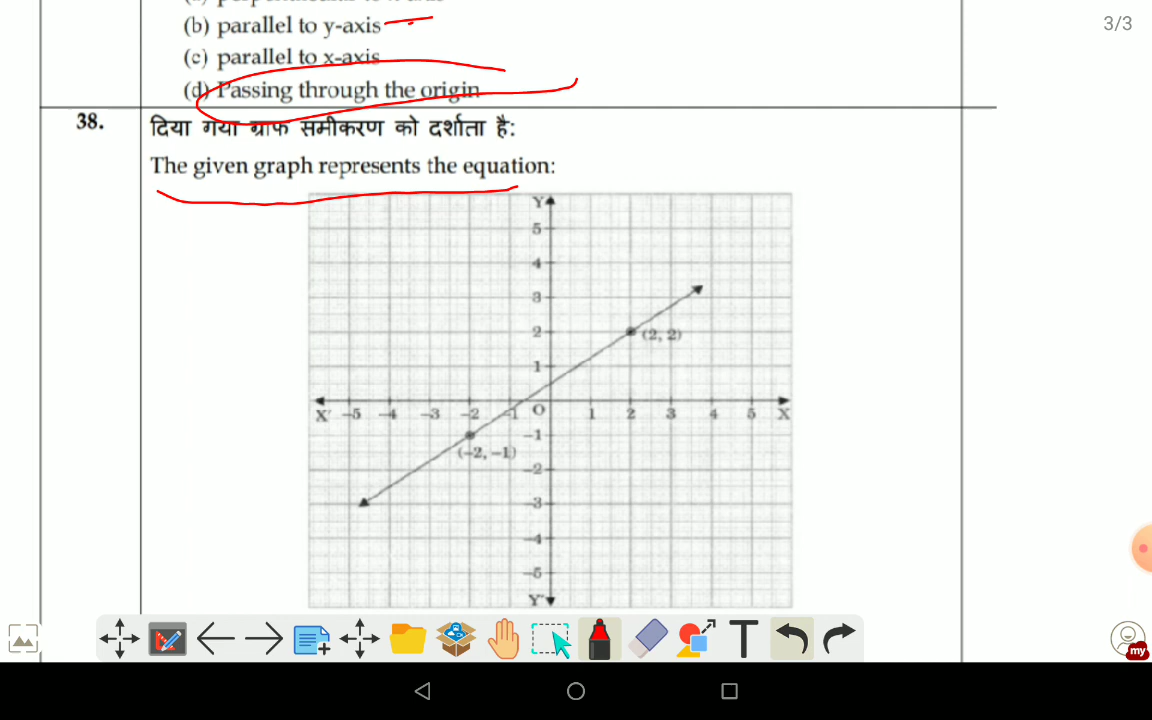 3/3
(b) parallel to y-axis
(c) parallel to x-axis
(d) Passing through the origin
38.
दिया गया ग्राफ समीकरण को दर्शाता है:
The given graph represents the equation:
Y
5
4
3
2
(2, 2)
1
X' -5 -4 -3 -2 -1 O 1 2 3 4 5 X
-1
(-2, -1)
-2
-3
-4
-5
Y'
T
my